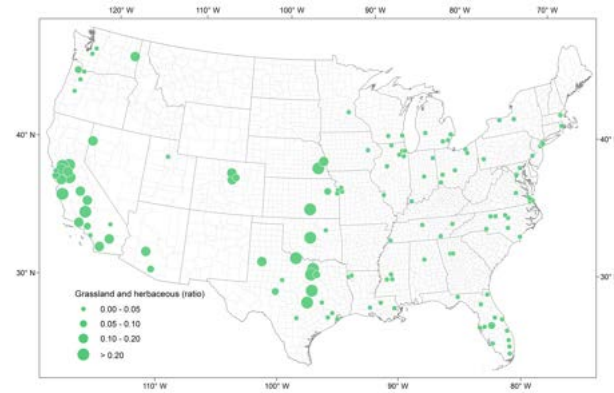 120° W 110° W 100° W 90° W 80° W 70° W
40° N
40° N
30° N
30° N
Grassland and herbaceous (ratio)
0.00 - 0.05
0.05 - 0.10
0.10 - 0.20
> 0.20
110° W 100° W 90° W 80° W